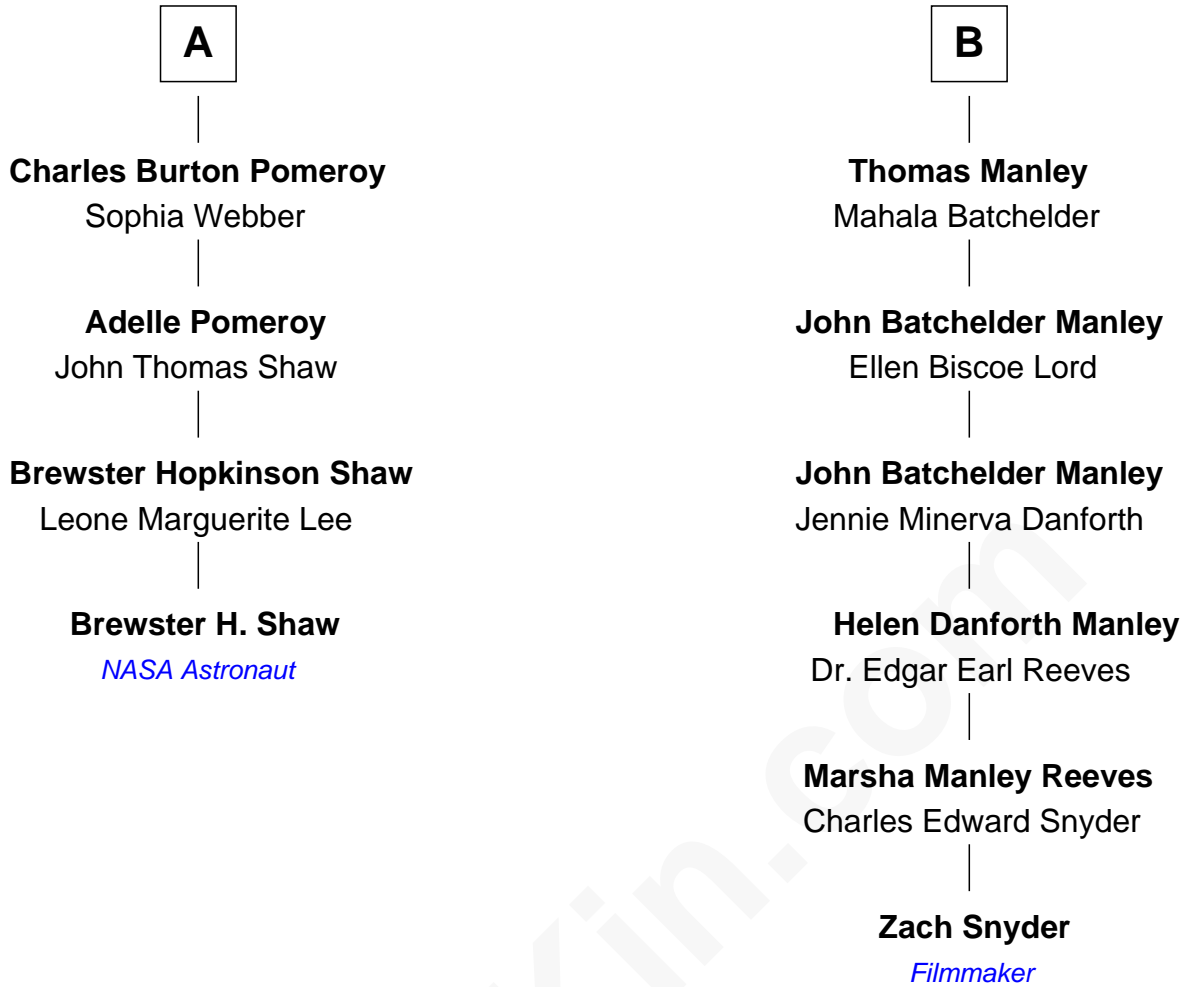 A
Charles Burton Pomeroy
Sophia Webber
Adelle Pomeroy
John Thomas Shaw
Brewster Hopkinson Shaw
Leone Marguerite Lee
Brewster H. Shaw
NASA Astronaut
B
Thomas Manley
Mahala Batchelder
John Batchelder Manley
Ellen Biscoe Lord
John Batchelder Manley
Jennie Minerva Danforth
Helen Danforth Manley
Dr. Edgar Earl Reeves
Marsha Manley Reeves
Charles Edward Snyder
Zach Snyder
Filmmaker